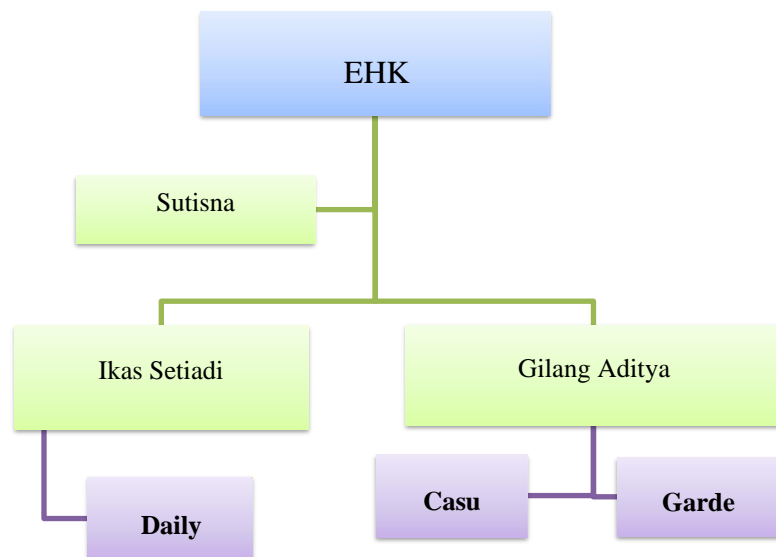 EHK
Sutisna
Ikas Setiadi
Gilang Aditya
Daily
Casu
Garde